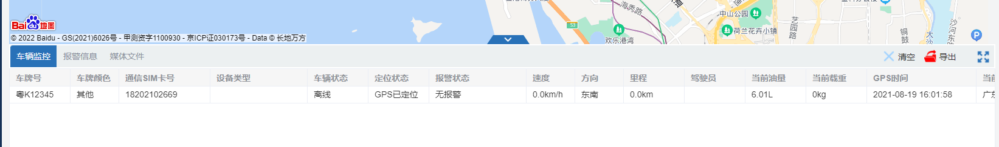 海秀路
道
中山公园
S3
荷兰花卉小镇
艺园路
铜鼓
大沙
沙河东路
P
欢乐港湾
Bai du 地图
© 2022 Baidu - GS(2021)6026号 - 甲测资字1100930 - 京ICP证030173号 - Data © 长地万方
车辆监控 报警信息 媒体文件 清空 导出
车牌号 车牌颜色 通信SIM卡号 设备类型 车辆状态 定位状态 报警状态 速度 方向 里程 驾驶员 当前油量 当前载重 GPS时间 当前
粤K12345 其他 18202102669 离线 GPS已定位 无报警 0.0km/h 东南 0.0km 6.01L 0kg 2021-08-19 16:01:58 广东